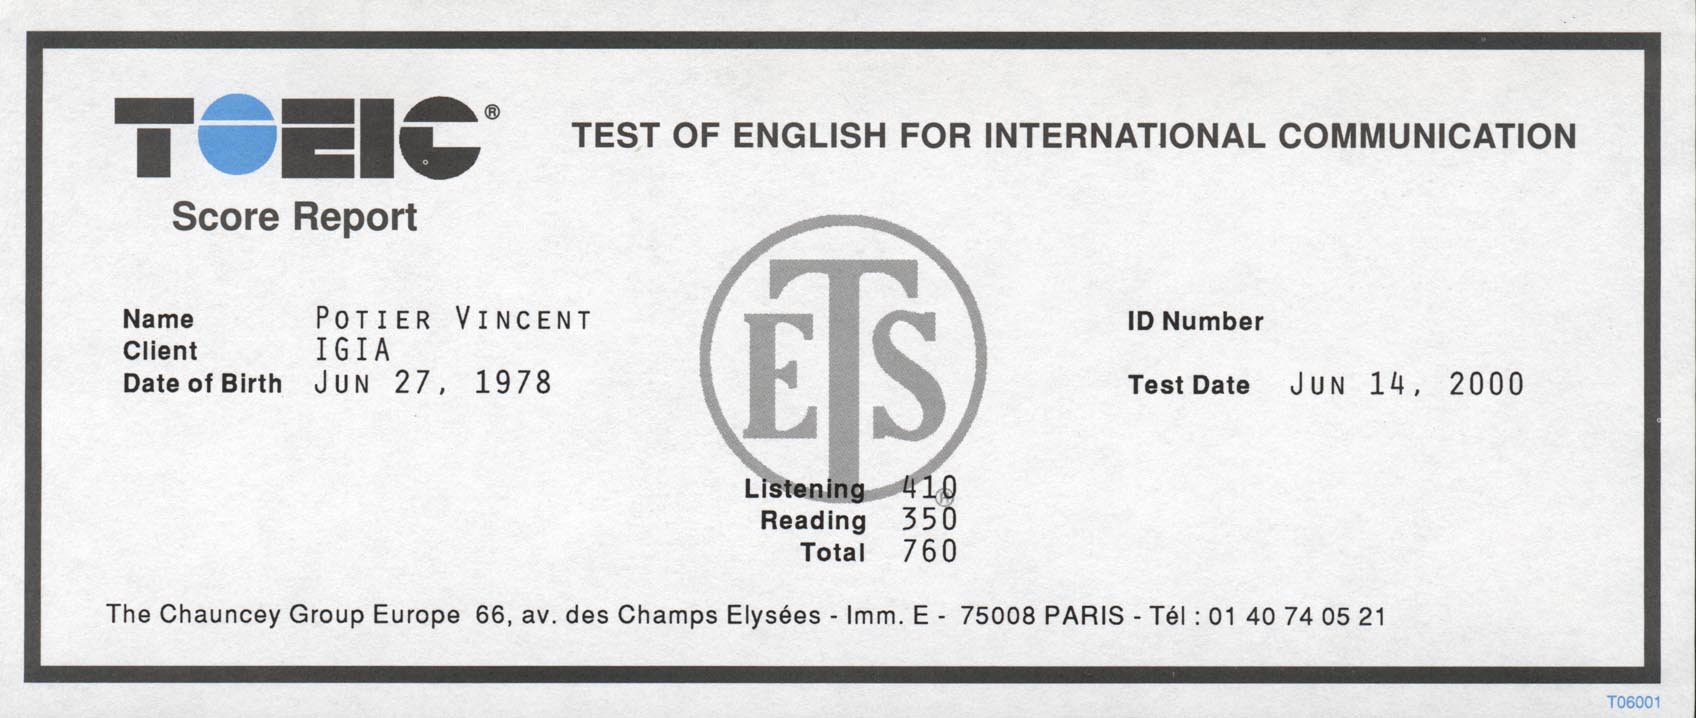 TOEIC®
TEST OF ENGLISH FOR INTERNATIONAL COMMUNICATION
Score Report
ETS
®
Name POTIER VINCENT
Client IGIA
Date of Birth JUN 27, 1978
ID Number
Test Date JUN 14, 2000
Listening 410
Reading 350
Total 760
The Chauncey Group Europe 66, av. des Champs Elysées - Imm. E - 75008 PARIS - Tél : 01 40 74 05 21
T06001